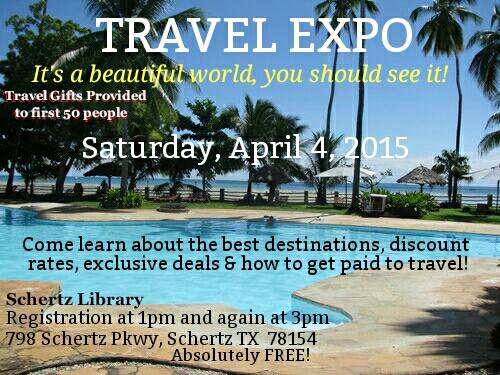 TRAVEL EXPO
It's a beautiful world, you should see it!
Travel Gifts Provided
to first 50 people
Saturday, April 4, 2015
Come learn about the best destinations, discount
rates, exclusive deals & how to get paid to travel!
Schertz Library
Registration at 1pm and again at 3pm
798 Schertz Pkwy, Schertz TX 78154
Absolutely FREE!